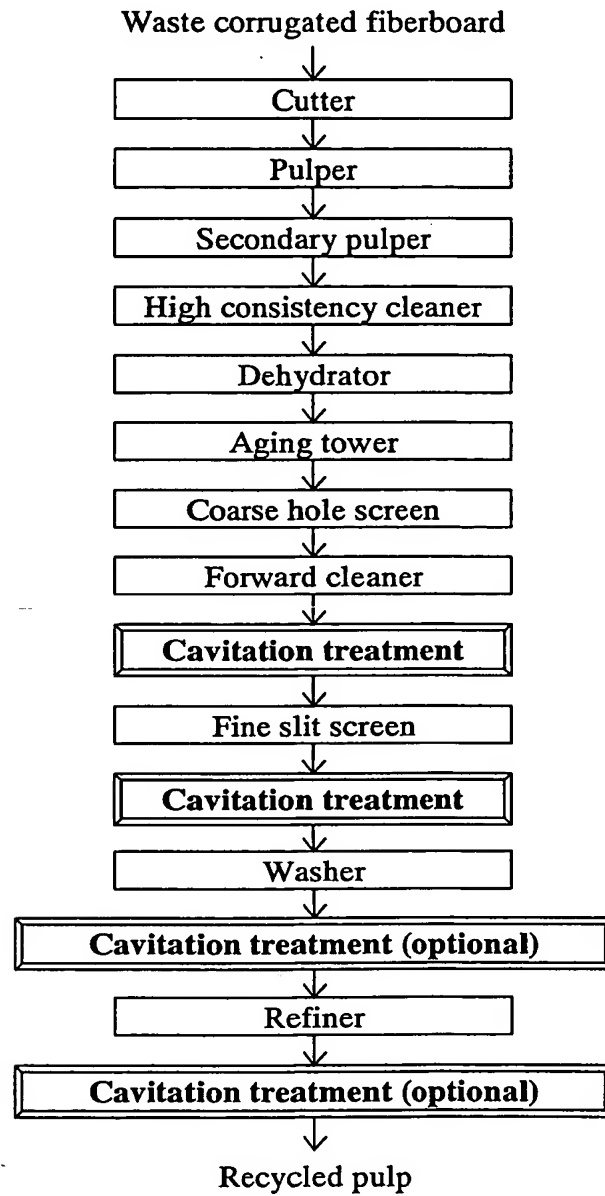 Waste corrugated fiberboard
Cutter
Pulper
Secondary pulper
High consistency cleaner
Dehydrator
Aging tower
Coarse hole screen
Forward cleaner
Cavitation treatment
Fine slit screen
Cavitation treatment
Washer
Cavitation treatment (optional)
Refiner
Cavitation treatment (optional)
Recycled pulp